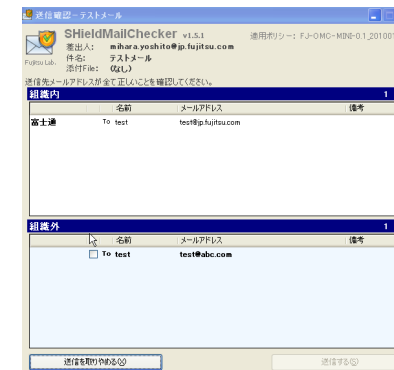 送信確認 － テストメール
SHieldMailChecker v1.5.1 適用ポリシー: FJ-OMC-MINI-0.1_201001
差出人: mihara.yoshito@jp.fujitsu.com
件名: テストメール
Fujitsu Lab. 添付File: (なし)
送信先メールアドレスが全て正しいことを確認してください。
組織内 1
名前 メールアドレス 備考
富士通 To test test@jp.fujitsu.com
組織外 1
名前 メールアドレス 備考
To test test@abc.com
送信を取りやめる(X) 送信する(S)